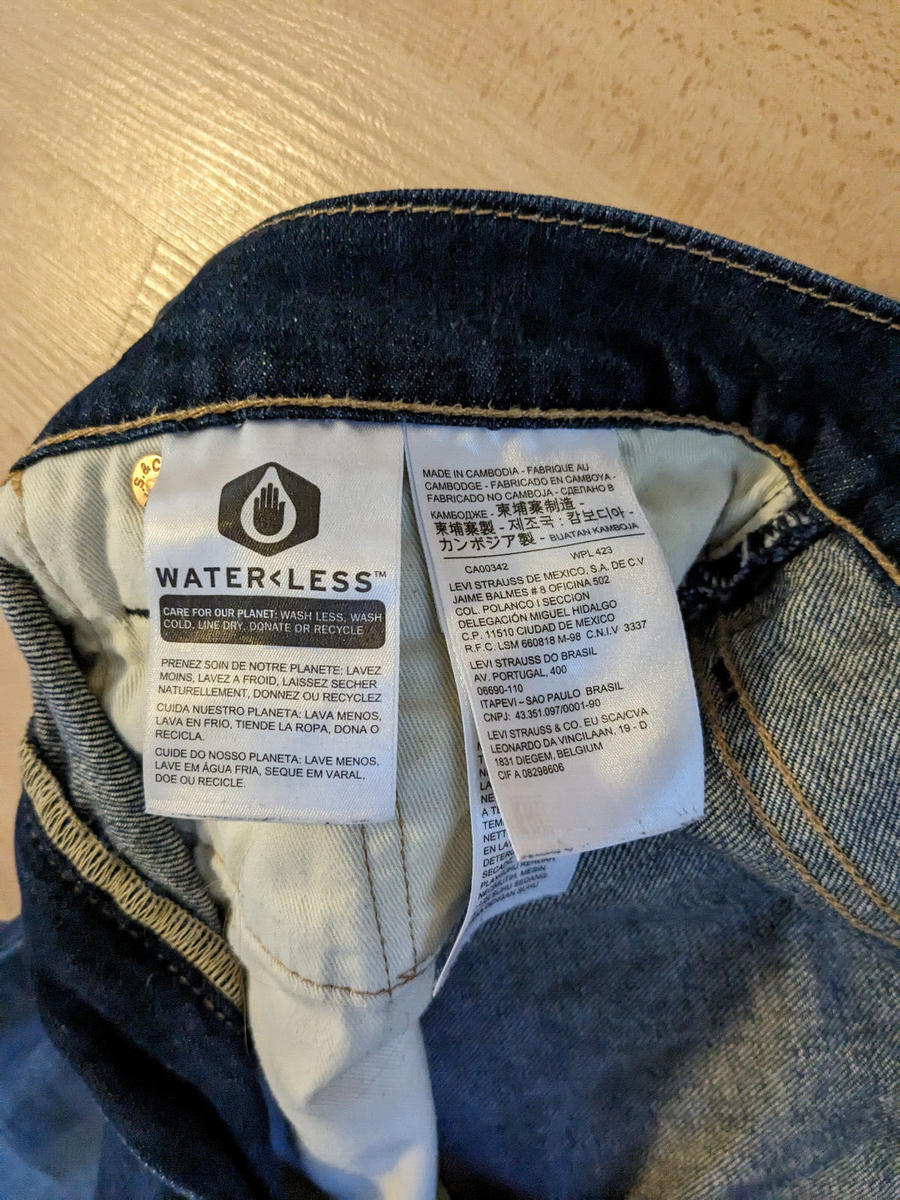 S.&C
WATER<LESS™
CARE FOR OUR PLANET: WASH LESS, WASH
COLD, LINE DRY, DONATE OR RECYCLE
PRENEZ SOIN DE NOTRE PLANETE: LAVEZ
MOINS, LAVEZ A FROID, LAISSEZ SECHER
NATURELLEMENT, DONNEZ OU RECYCLEZ
CUIDA NUESTRO PLANETA: LAVA MENOS,
LAVA EN FRIO, TIENDE LA ROPA, DONA O
RECICLA.
CUIDE DO NOSSO PLANETA: LAVE MENOS,
LAVE EM ÁGUA FRIA, SEQUE EM VARAL,
DOE OU RECICLE.
MADE IN CAMBODIA - FABRIQUE AU
CAMBODGE - FABRICADO EN CAMBOYA -
FABRICADO NO CAMBOJA - СДЕЛАНО В
КАМБОДЖЕ - 柬埔寨制造 -
柬埔寨製 - 제조국 : 캄보디아 -
カンボジア製 - BUATAN KAMBOJA
CA00342 WPL 423
LEVI STRAUSS DE MEXICO, S.A. DE C.V
JAIME BALMES # 8 OFICINA 502
COL. POLANCO I SECCION
DELEGACIÓN MIGUEL HIDALGO
C.P. 11510 CIUDAD DE MEXICO
R.F.C. LSM 660818 M-98 C.N.I.V 3337
LEVI STRAUSS DO BRASIL
AV. PORTUGAL, 400
06690-110
ITAPEVI – SAO PAULO BRASIL
CNPJ: 43.351.097/0001-90
LEVI STRAUSS & CO. EU SCA/CVA
LEONARDO DA VINCILAAN, 19 - D
1831 DIEGEM, BELGIUM
CIF A 08298606
A TE
TEM
NETT
EN LA
DETER
SECADE